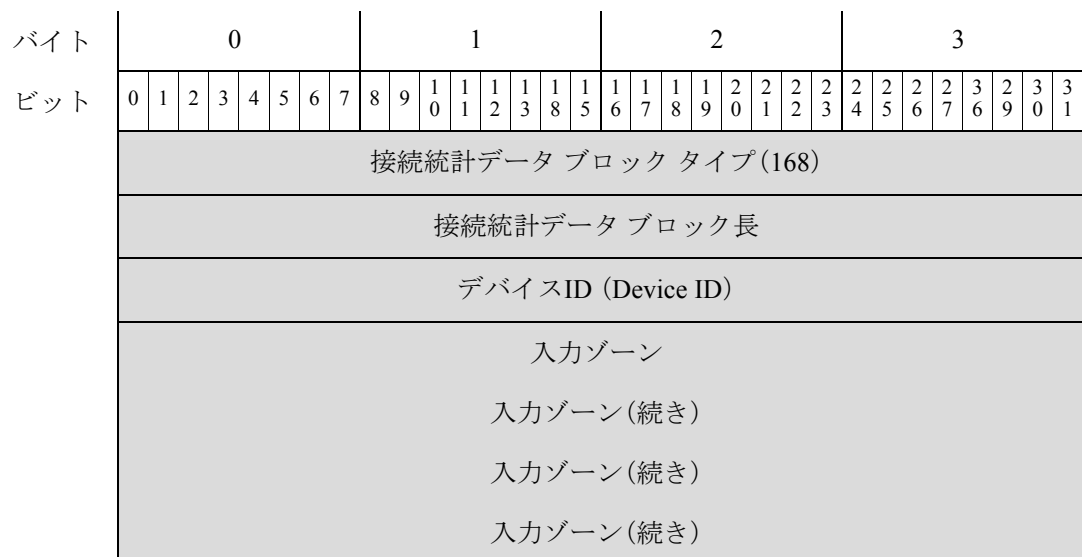 バイト 0 1 2 3
ビット 0 1 2 3 4 5 6 7 8 9 10 11 12 13 18 15 16 17 18 19 20 21 22 23 24 25 26 27 36 29 30 31
接続統計データ ブロック タイプ(168)
接続統計データ ブロック長
デバイスID (Device ID)
入力ゾーン
入力ゾーン(続き)
入力ゾーン(続き)
入力ゾーン(続き)